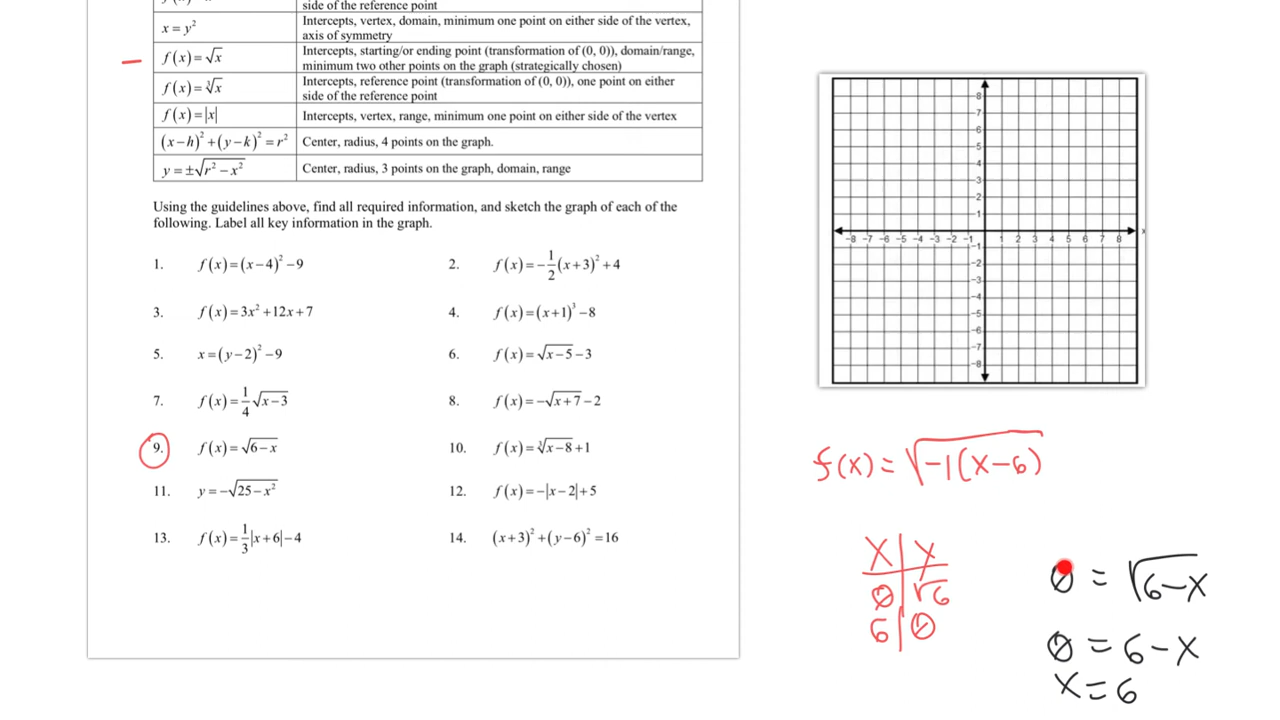 side of the reference point
x = y² Intercepts, vertex, domain, minimum one point on either side of the vertex,
axis of symmetry
f(x) = √x Intercepts, starting/or ending point (transformation of (0, 0)), domain/range,
minimum two other points on the graph (strategically chosen)
f(x) = ∛x Intercepts, reference point (transformation of (0, 0)), one point on either
side of the reference point
f(x) = |x| Intercepts, vertex, range, minimum one point on either side of the vertex
(x−h)² + (y−k)² = r² Center, radius, 4 points on the graph.
y = ±√(r² − x²) Center, radius, 3 points on the graph, domain, range
Using the guidelines above, find all required information, and sketch the graph of each of the
following. Label all key information in the graph.
1. f(x) = (x−4)² − 9
2. f(x) = −1/2(x+3)² + 4
3. f(x) = 3x² + 12x + 7
4. f(x) = (x+1)³ − 8
5. x = (y−2)² − 9
6. f(x) = √(x−5) − 3
7. f(x) = 1/4 √(x−3)
8. f(x) = −√(x+7) − 2
9. f(x) = √(6−x)
10. f(x) = ∛(x−8) + 1
11. y = −√(25−x²)
12. f(x) = −|x−2| + 5
13. f(x) = 1/3|x+6| − 4
14. (x+3)² + (y−6)² = 16
8
7
6
5
4
3
2
1
-8 -7 -6 -5 -4 -3 -2 -1 1 2 3 4 5 6 7 8 x
-1
-2
-3
-4
-5
-6
-7
-8
f(x) = √(-1(x-6))
x | y
0 | √6
6 | 0
0 = √(6-x)
0 = 6-x
x = 6